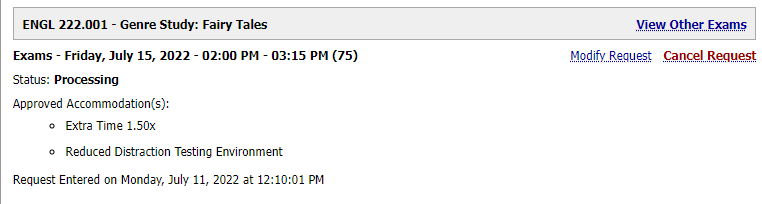 ENGL 222.001 - Genre Study: Fairy Tales View Other Exams
Exams - Friday, July 15, 2022 - 02:00 PM - 03:15 PM (75) Modify Request Cancel Request
Status: Processing
Approved Accommodation(s):
Extra Time 1.50x
Reduced Distraction Testing Environment
Request Entered on Monday, July 11, 2022 at 12:10:01 PM